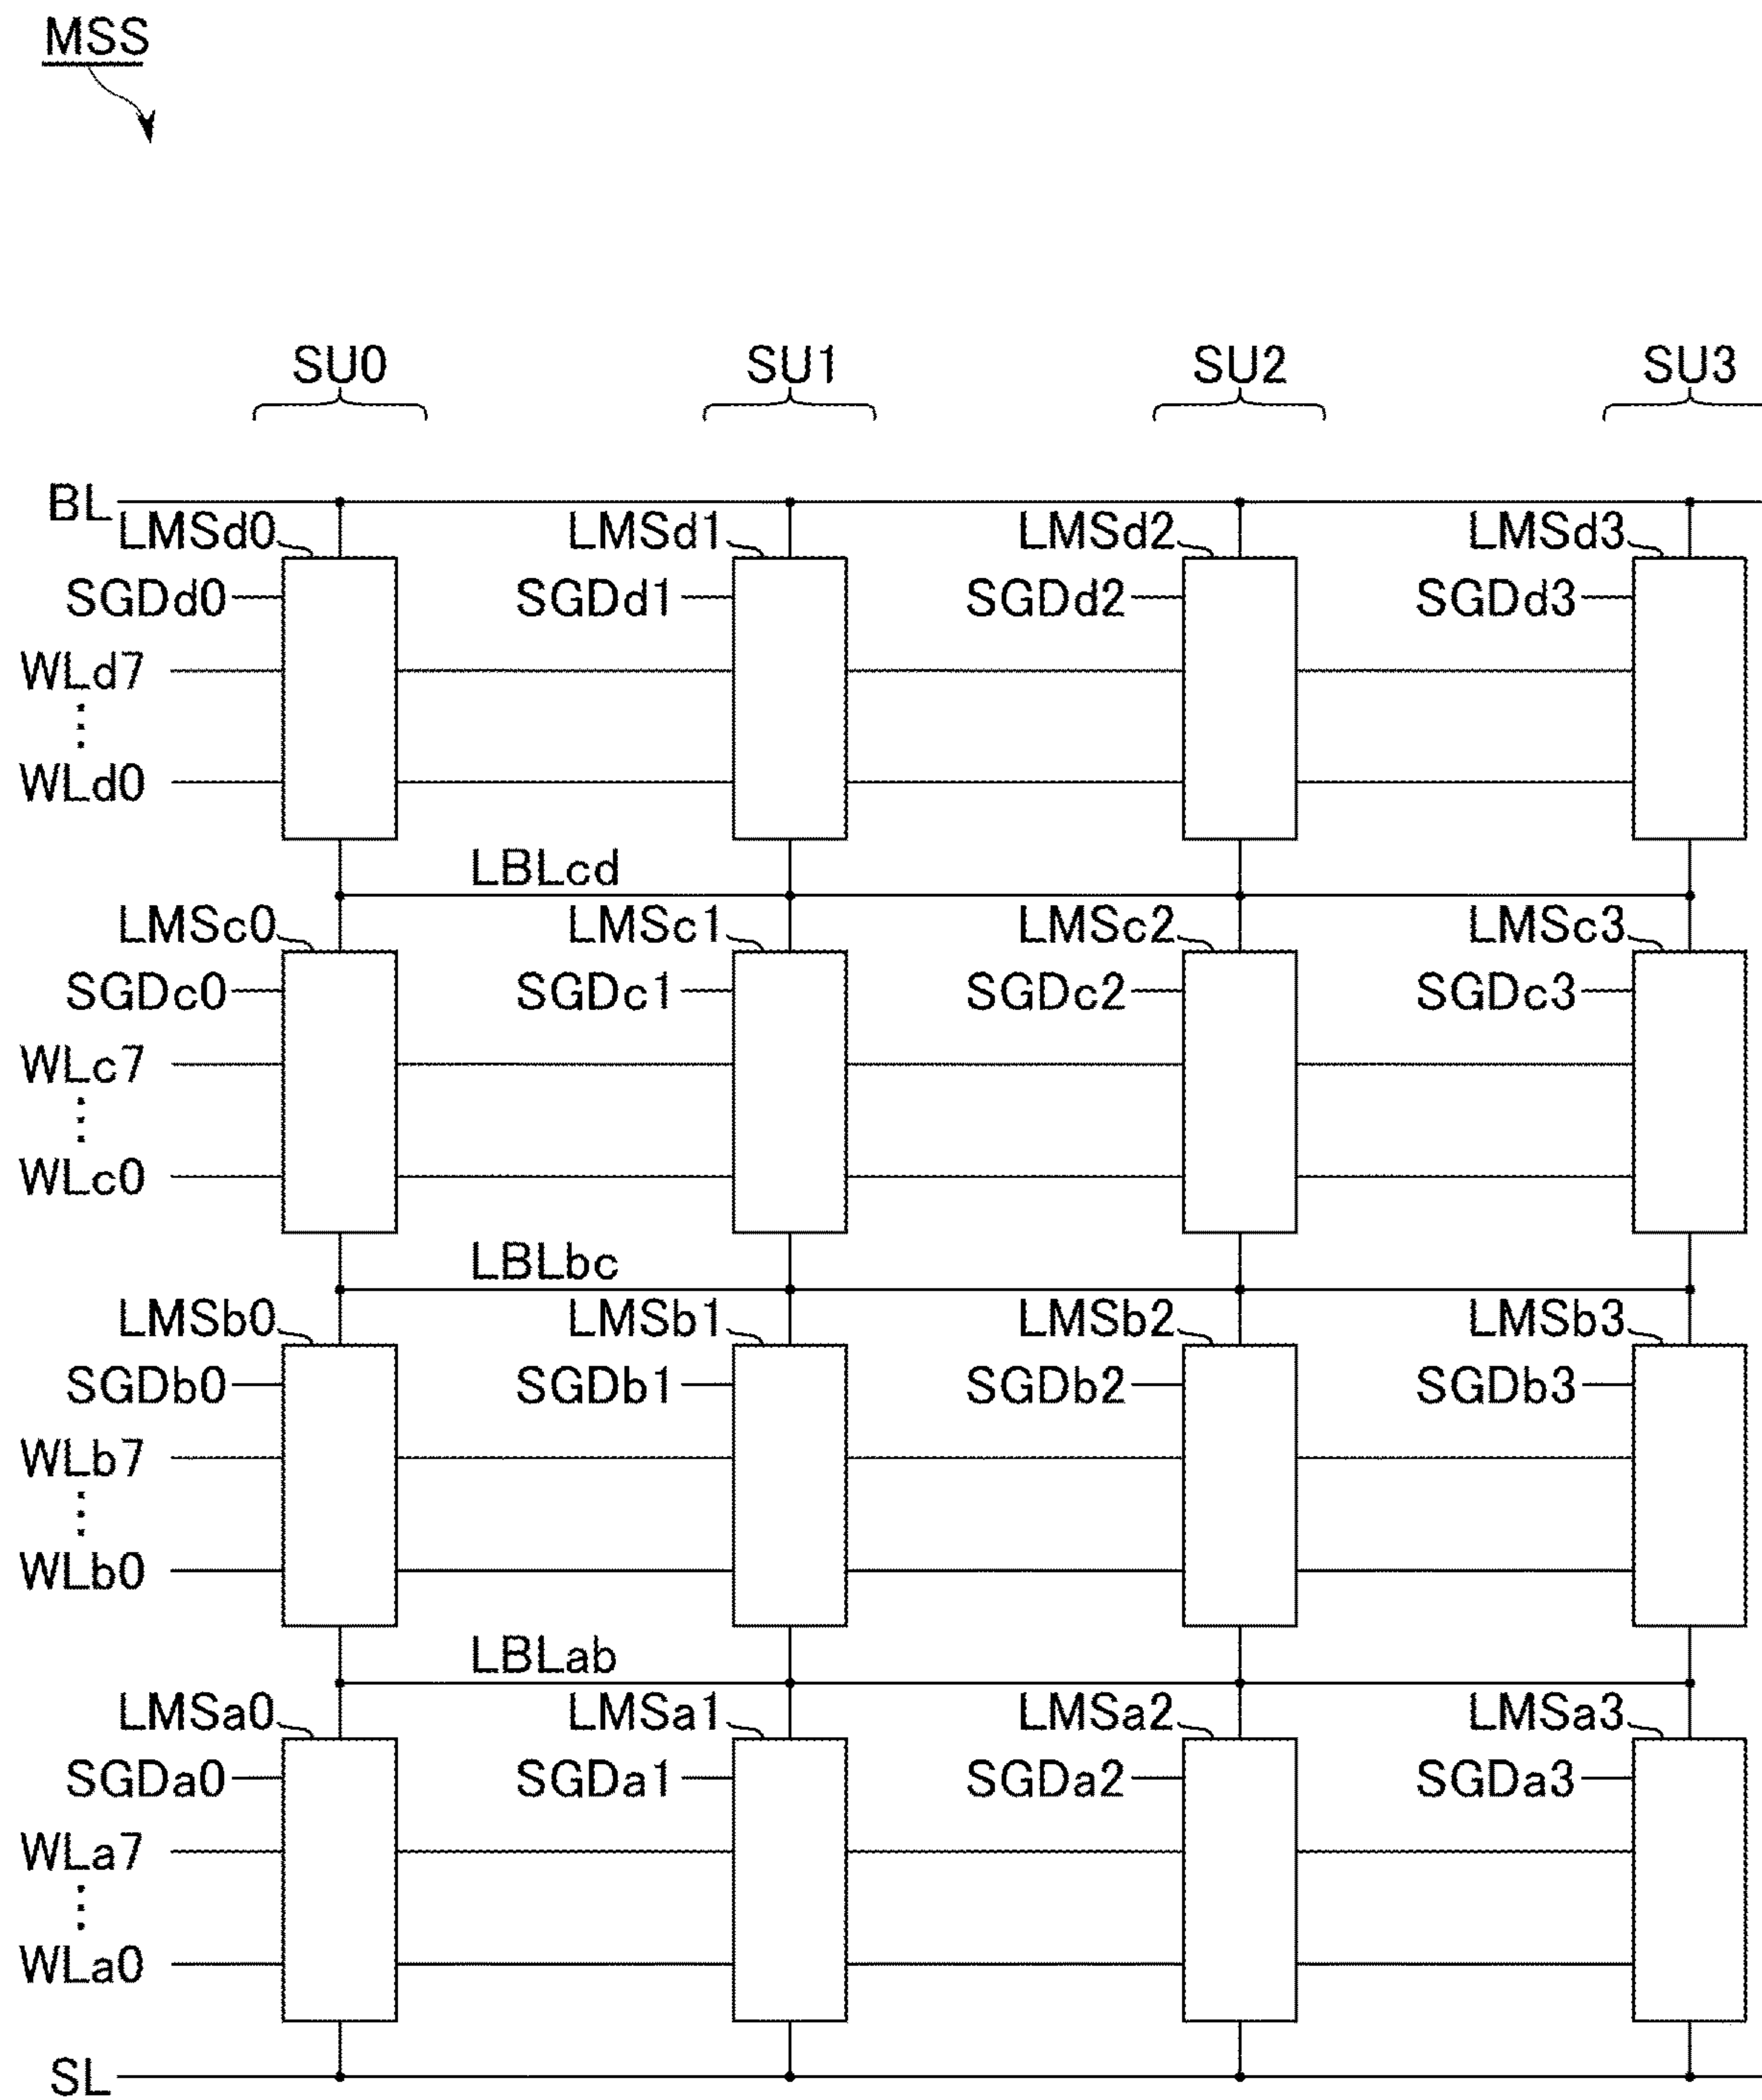 MSS
SU0 SU1 SU2 SU3
BL
LMSd0 LMSd1 LMSd2 LMSd3
SGDd0 SGDd1 SGDd2 SGDd3
WLd7
⋮
WLd0
LBLcd
LMSc0 LMSc1 LMSc2 LMSc3
SGDc0 SGDc1 SGDc2 SGDc3
WLc7
⋮
WLc0
LBLbc
LMSb0 LMSb1 LMSb2 LMSb3
SGDb0 SGDb1 SGDb2 SGDb3
WLb7
⋮
WLb0
LBLab
LMSa0 LMSa1 LMSa2 LMSa3
SGDa0 SGDa1 SGDa2 SGDa3
WLa7
⋮
WLa0
SL